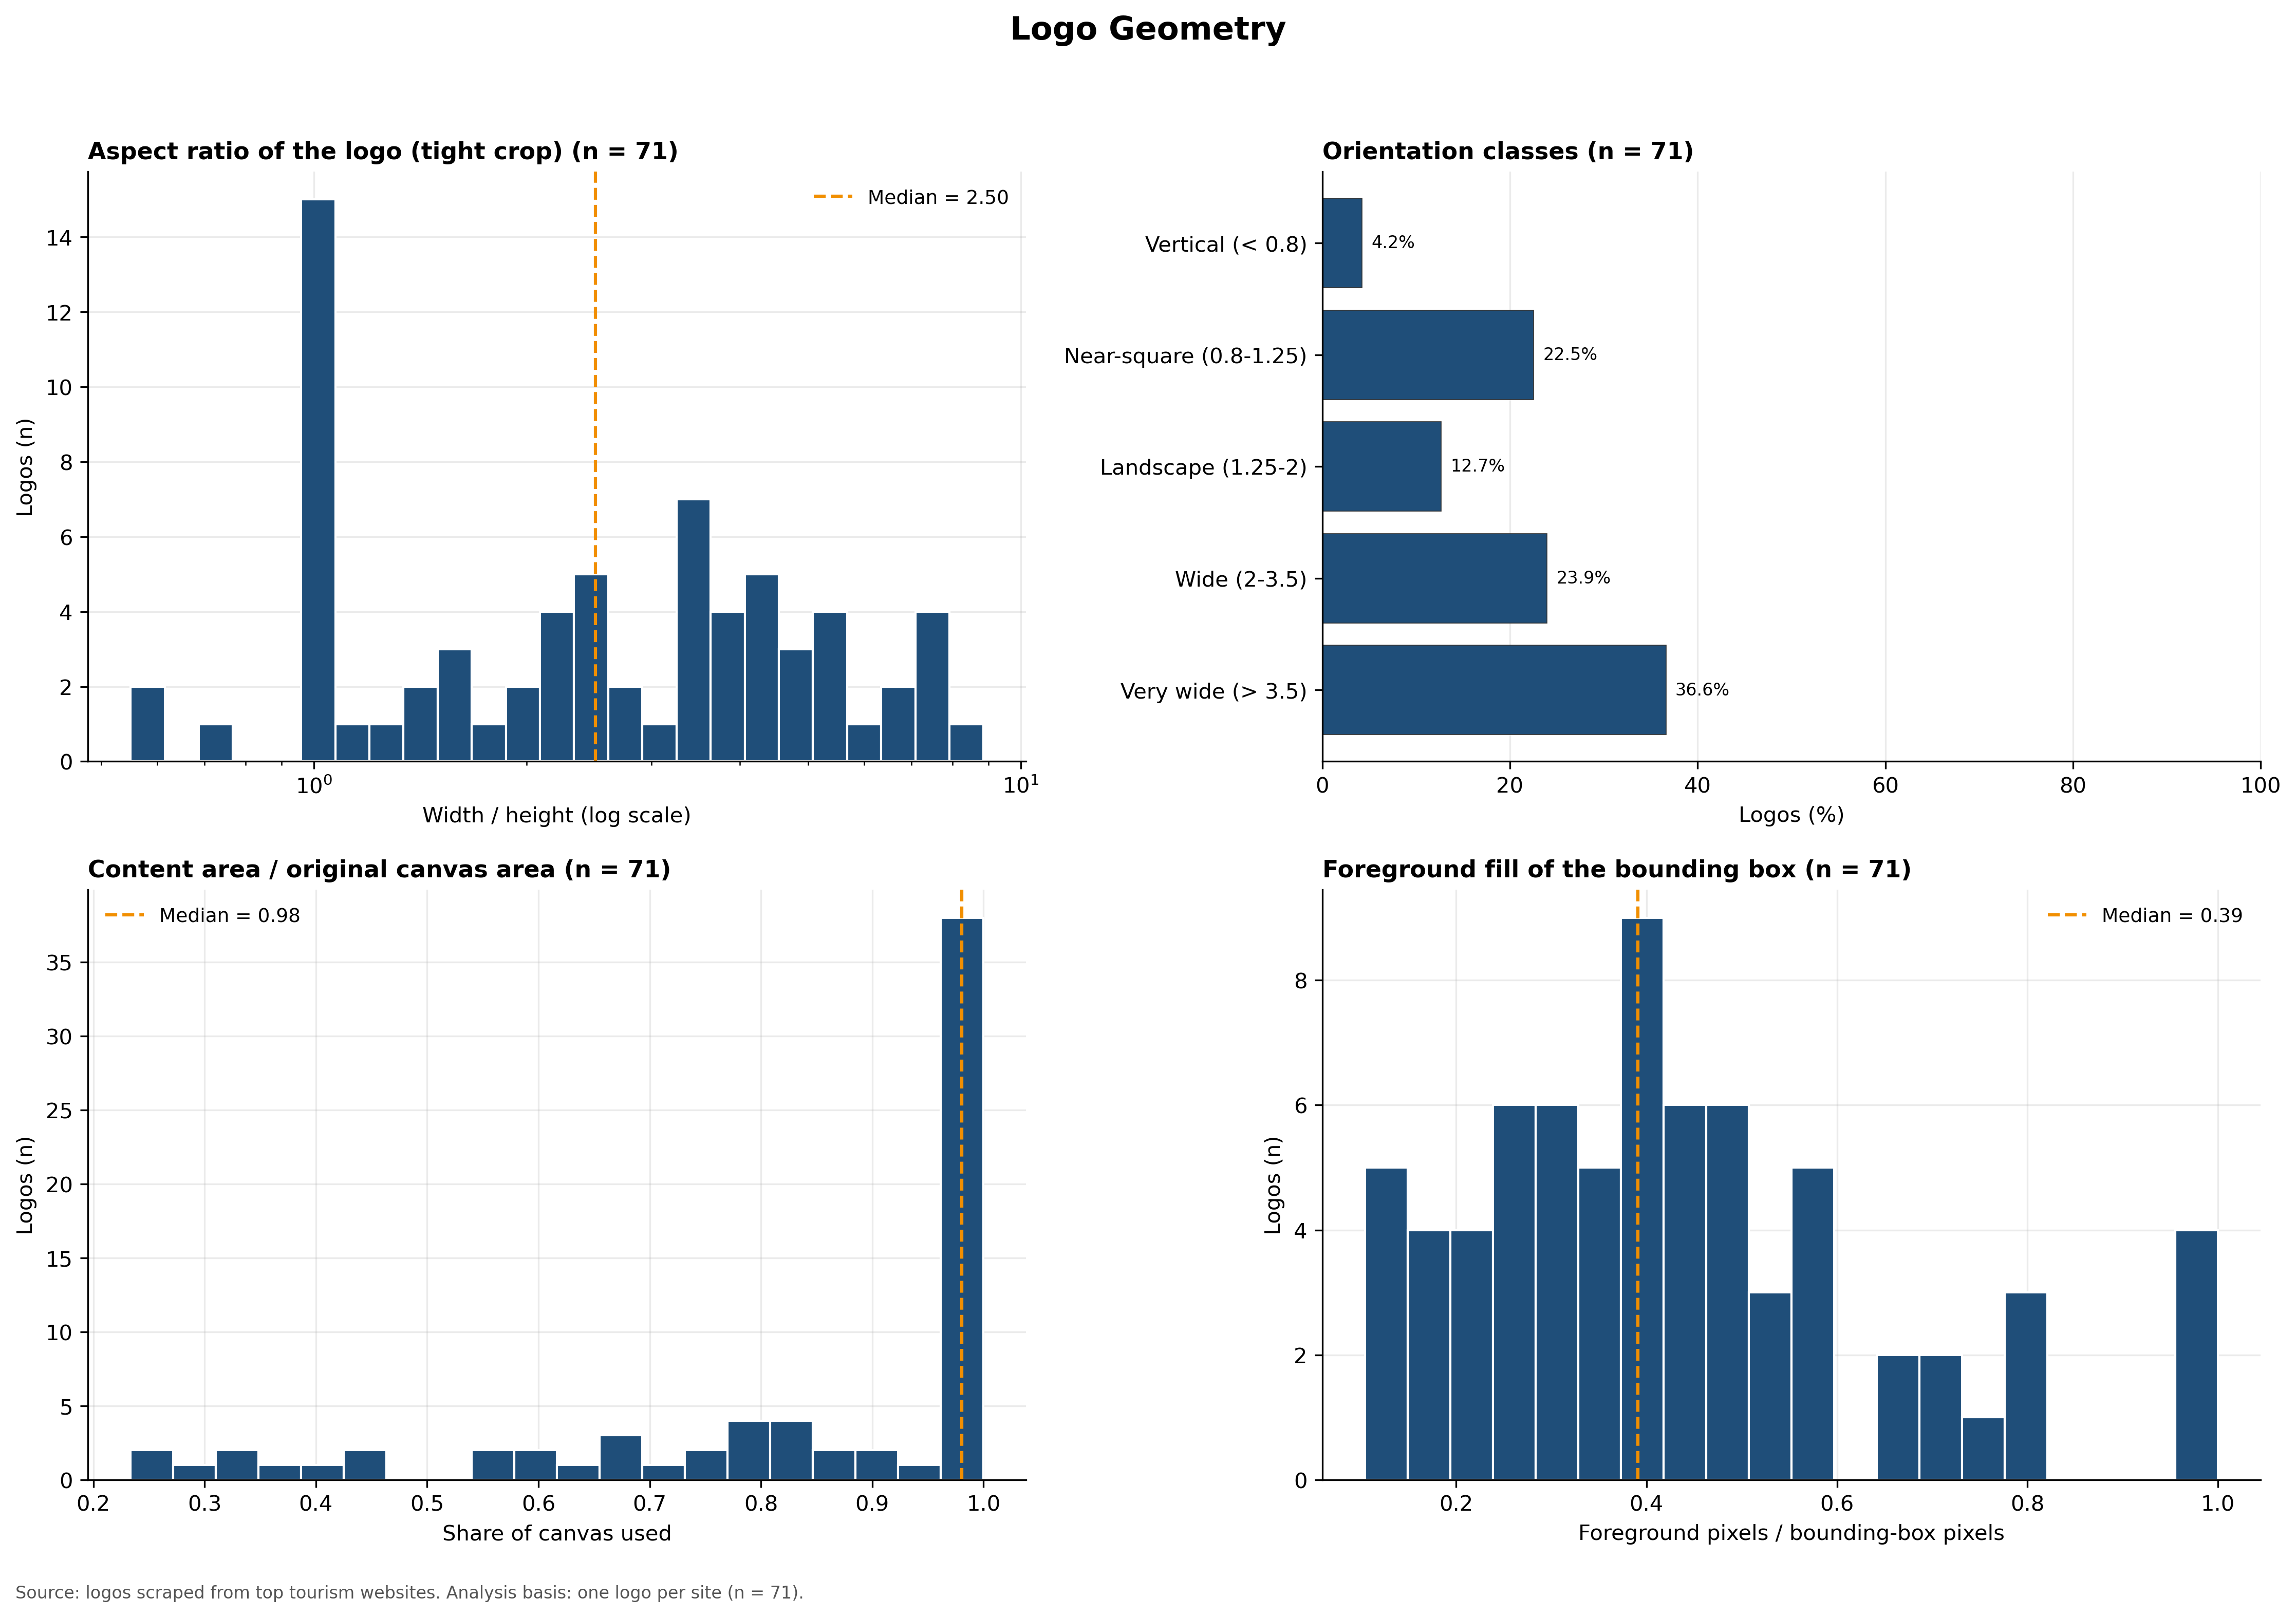 Logo Geometry
Aspect ratio of the logo (tight crop) (n = 71)
Median = 2.50
14
12
10
8
6
4
2
0
Logos (n)
10⁰
10¹
Width / height (log scale)
Orientation classes (n = 71)
Vertical (< 0.8)
4.2%
Near-square (0.8-1.25)
22.5%
Landscape (1.25-2)
12.7%
Wide (2-3.5)
23.9%
Very wide (> 3.5)
36.6%
0 20 40 60 80 100
Logos (%)
Content area / original canvas area (n = 71)
Median = 0.98
35
30
25
20
15
10
5
0
Logos (n)
0.2 0.3 0.4 0.5 0.6 0.7 0.8 0.9 1.0
Share of canvas used
Foreground fill of the bounding box (n = 71)
Median = 0.39
8
6
4
2
0
Logos (n)
0.2 0.4 0.6 0.8 1.0
Foreground pixels / bounding-box pixels
Source: logos scraped from top tourism websites. Analysis basis: one logo per site (n = 71).